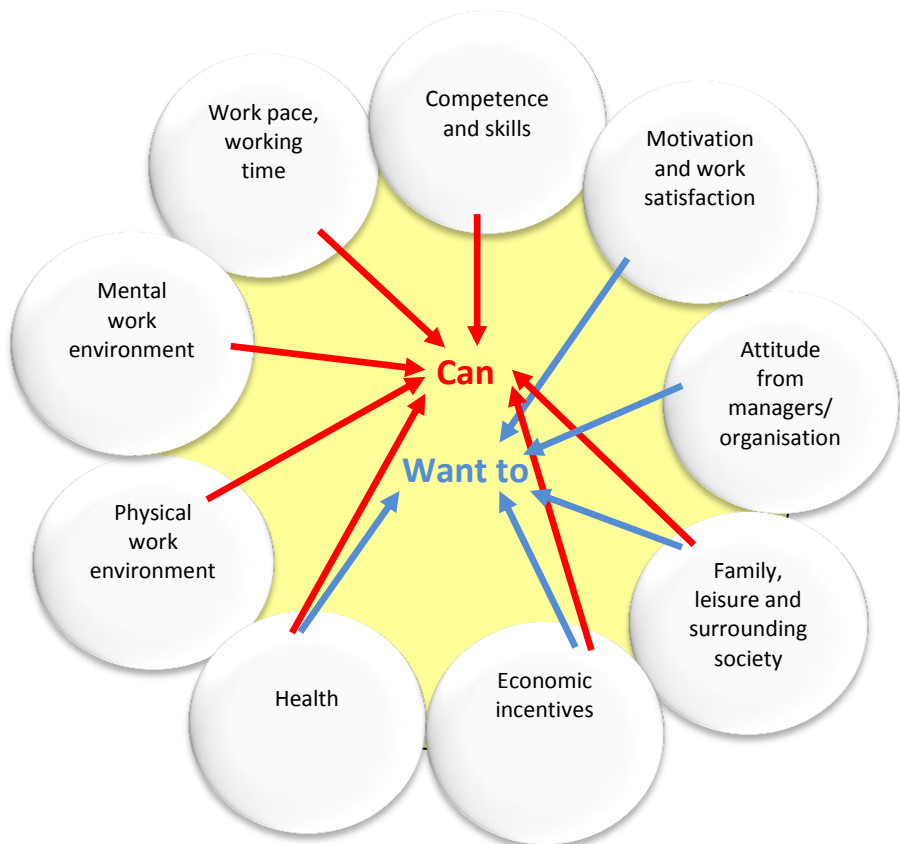 Competence
and skills
Motivation
and work
satisfaction
Attitude
from
managers/
organisation
Family,
leisure and
surrounding
society
Economic
incentives
Health
Physical
work
environment
Mental
work
environment
Work pace,
working
time
Can
Want to